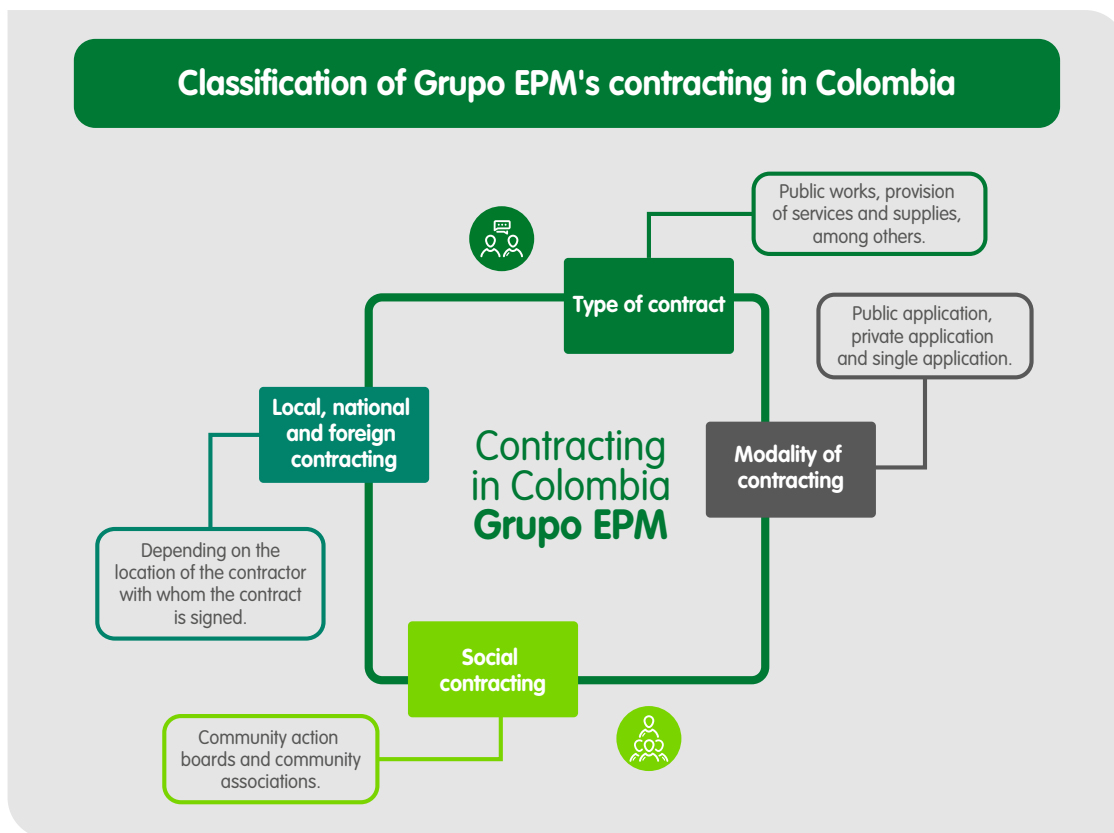 Classification of Grupo EPM's contracting in Colombia
Public works, provision
of services and supplies,
among others.
Type of contract
Public application,
private application
and single application.
Modality of
contracting
Local, national
and foreign
contracting
Contracting
in Colombia
Grupo EPM
Depending on the
location of the contractor
with whom the contract
is signed.
Social
contracting
Community action
boards and community
associations.